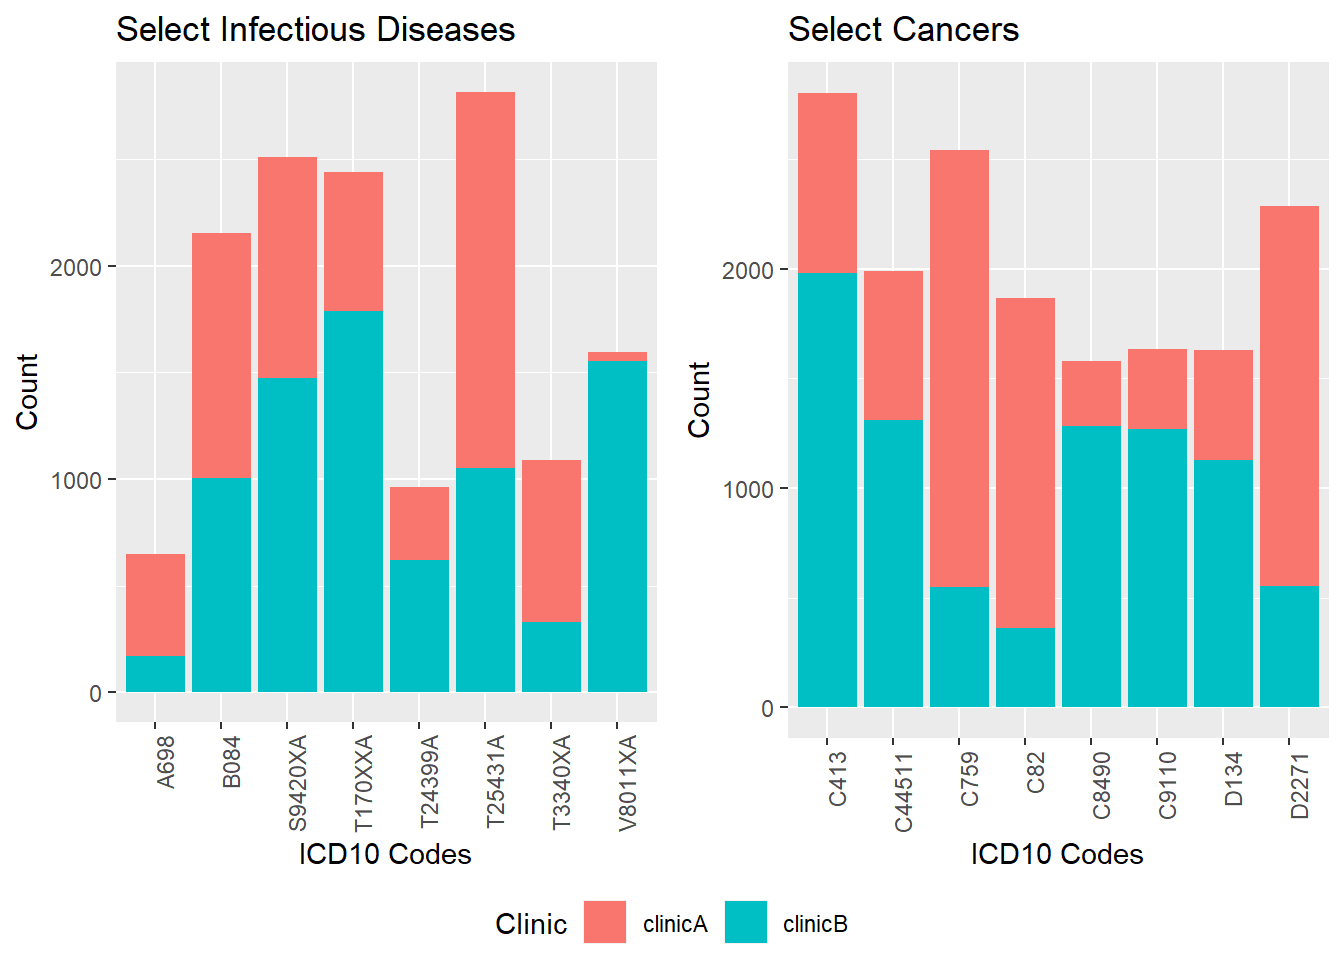 Select Infectious Diseases
Count
2000
1000
0
A698
B084
S9420XA
T170XXA
T24399A
T25431A
T3340XA
V8011XA
ICD10 Codes
Select Cancers
Count
2000
1000
0
C413
C44511
C759
C82
C8490
C9110
D134
D2271
ICD10 Codes
Clinic clinicA clinicB